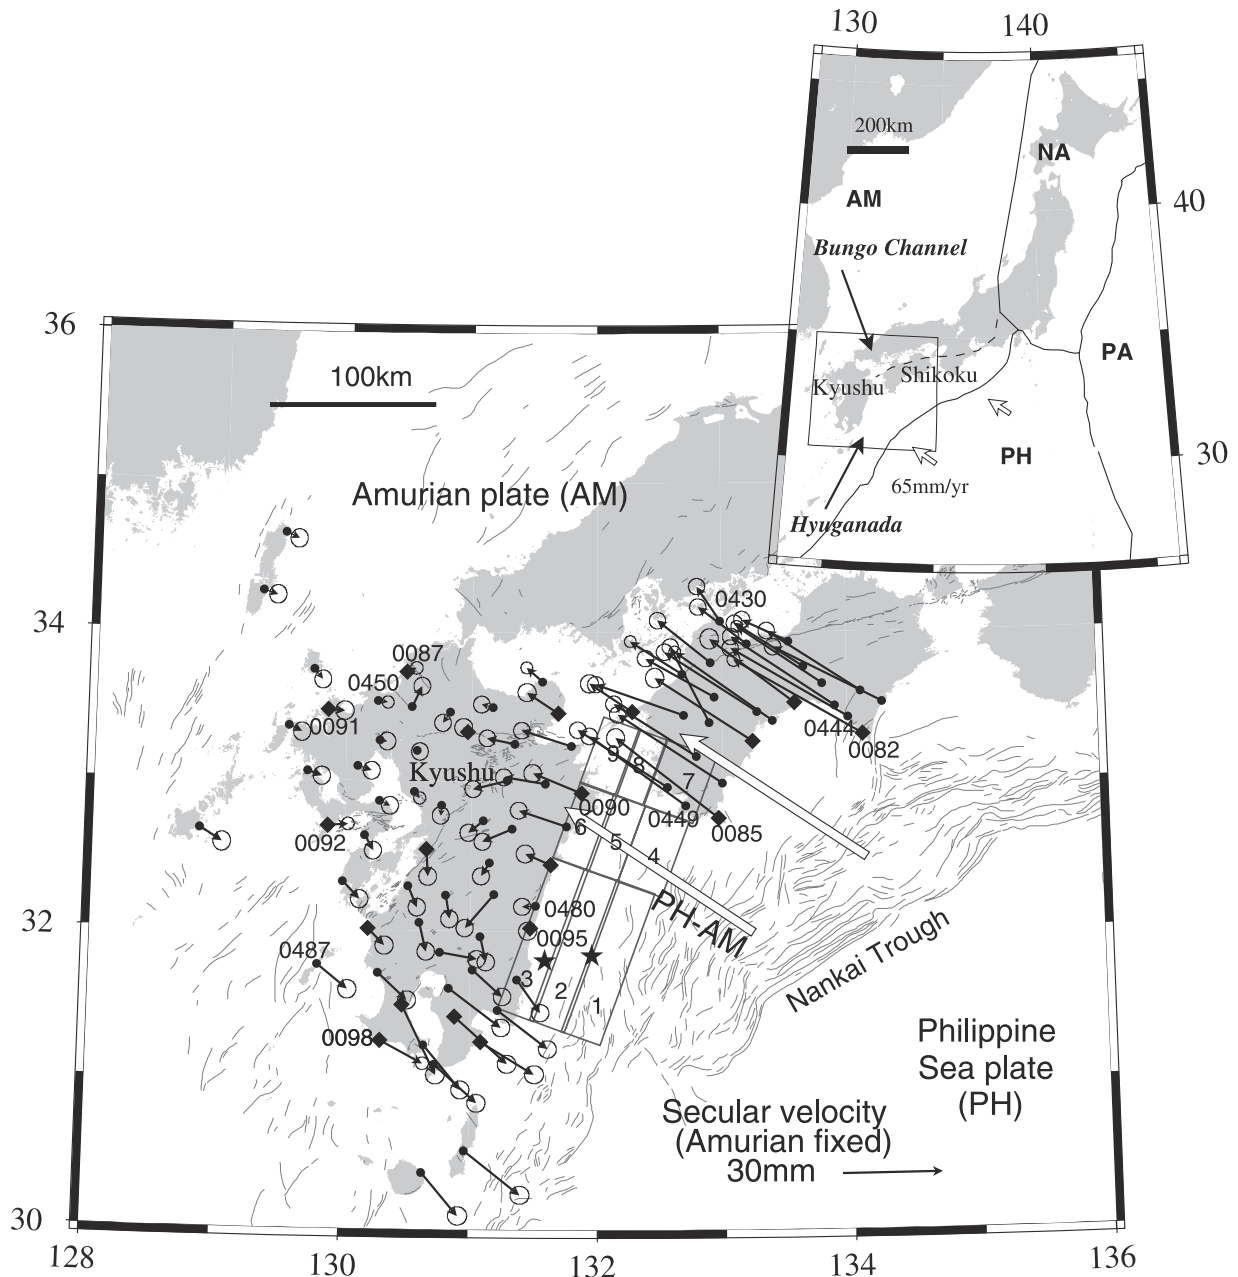 130
140
200km
NA
AM
40
Bungo Channel
PA
Shikoku
Kyushu
30
PH
65mm/yr
Hyuganada
36
100km
Amurian plate (AM)
34
0430
0087
0450
0091
0444
0082
Kyushu
9
8
7
0090
0449
0085
0092
6
5
4
32
0480
PH-AM
0095
0487
3
2
1
Nankai Trough
0098
Philippine
Sea plate
(PH)
Secular velocity
(Amurian fixed)
30mm
30
128
130
132
134
136